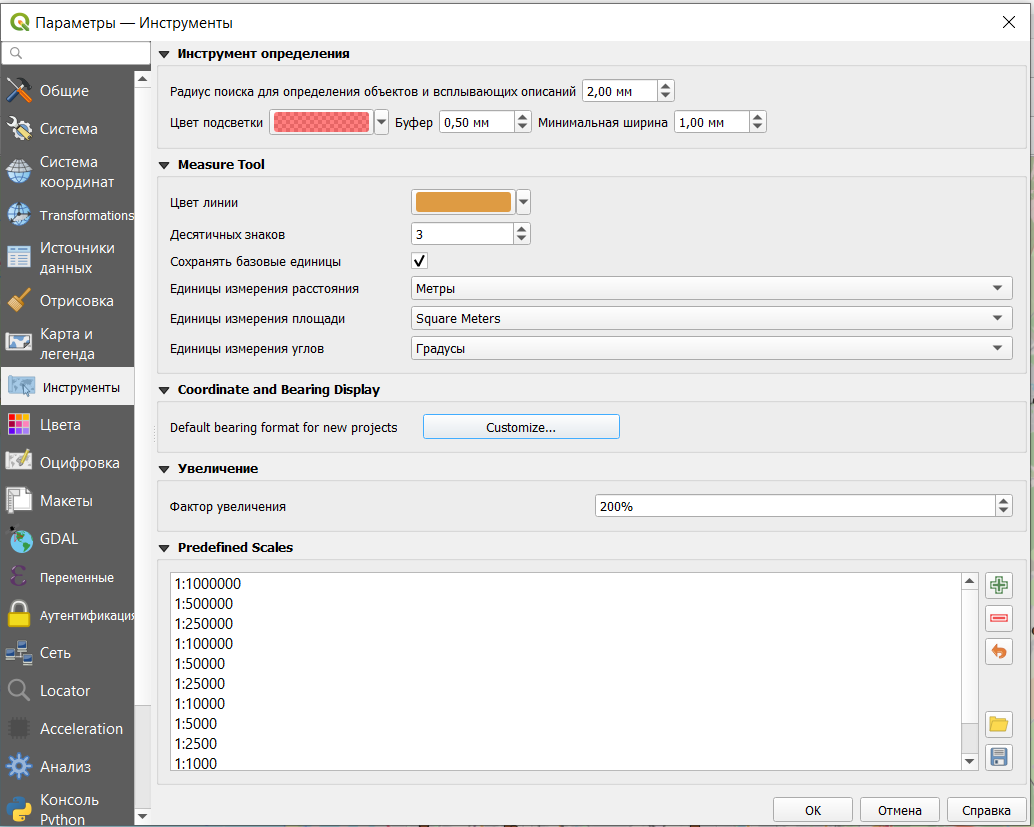 Параметры — Инструменты
Общие
Система
Система
координат
Transformations
Источники
данных
Отрисовка
Карта и
легенда
Инструменты
Цвета
Оцифровка
Макеты
GDAL
Переменные
Аутентификация
Сеть
Locator
Acceleration
Анализ
Консоль
Python
Инструмент определения
Радиус поиска для определения объектов и всплывающих описаний 2,00 мм
Цвет подсветки Буфер 0,50 мм Минимальная ширина 1,00 мм
Measure Tool
Цвет линии
Десятичных знаков 3
Сохранять базовые единицы
Единицы измерения расстояния Метры
Единицы измерения площади Square Meters
Единицы измерения углов Градусы
Coordinate and Bearing Display
Default bearing format for new projects Customize...
Увеличение
Фактор увеличения 200%
Predefined Scales
1:1000000
1:500000
1:250000
1:100000
1:50000
1:25000
1:10000
1:5000
1:2500
1:1000
OK Отмена Справка